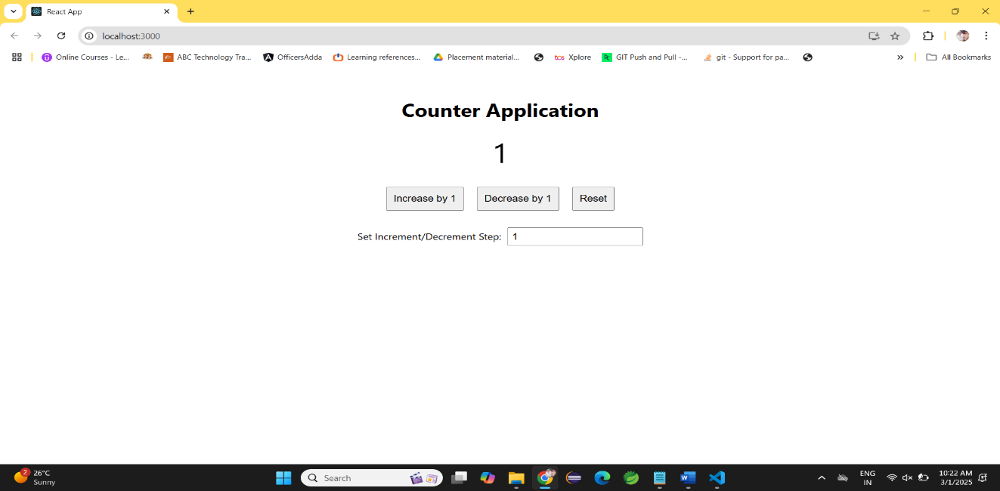 React App
localhost:3000
Online Courses - Le...
ABC Technology Tra...
OfficersAdda
Learning references...
Placement material...
tcs Xplore
GIT Push and Pull -...
git - Support for pa...
All Bookmarks
Counter Application
1
Increase by 1
Decrease by 1
Reset
Set Increment/Decrement Step: 1
2
26°C
Sunny
Search
ENG
IN
10:22 AM
3/1/2025